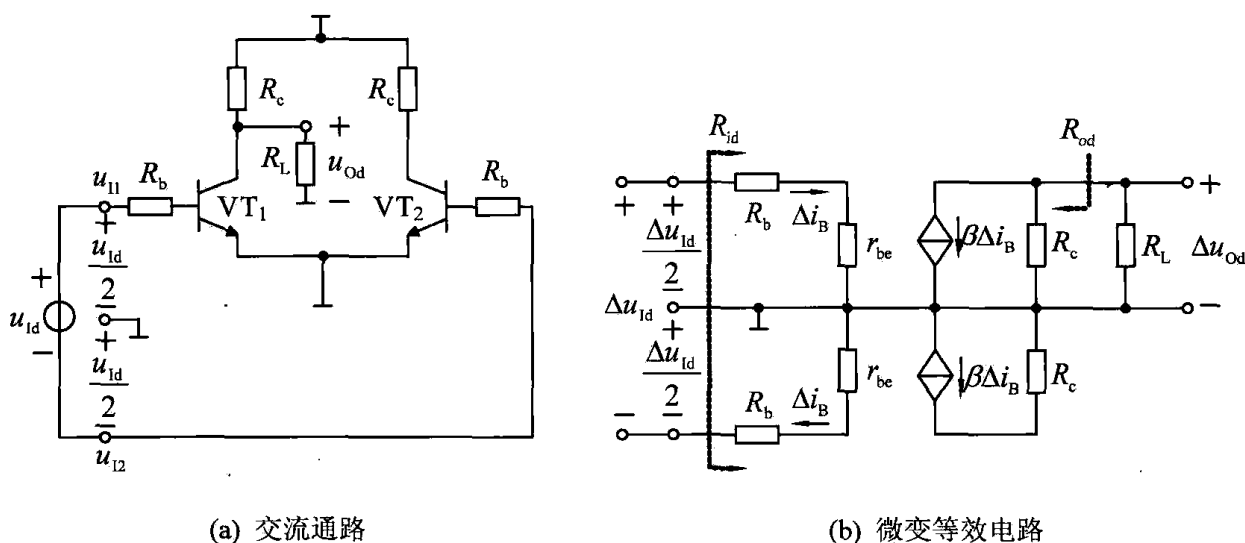 R_c
R_c
R_L
+
u_Od
−
R_b
VT_1
VT_2
R_b
u_I1
+
u_Id
2
−
+
u_Id
2
−
+
u_Id
−
u_I2
(a) 交流通路
R_id
R_od
+
+
Δu_Id
2
−
R_b
Δi_B
r_be
βΔi_B
R_c
R_L
+
Δu_Od
−
Δu_Id
+
Δu_Id
2
−
−
R_b
Δi_B
r_be
βΔi_B
R_c
(b) 微变等效电路